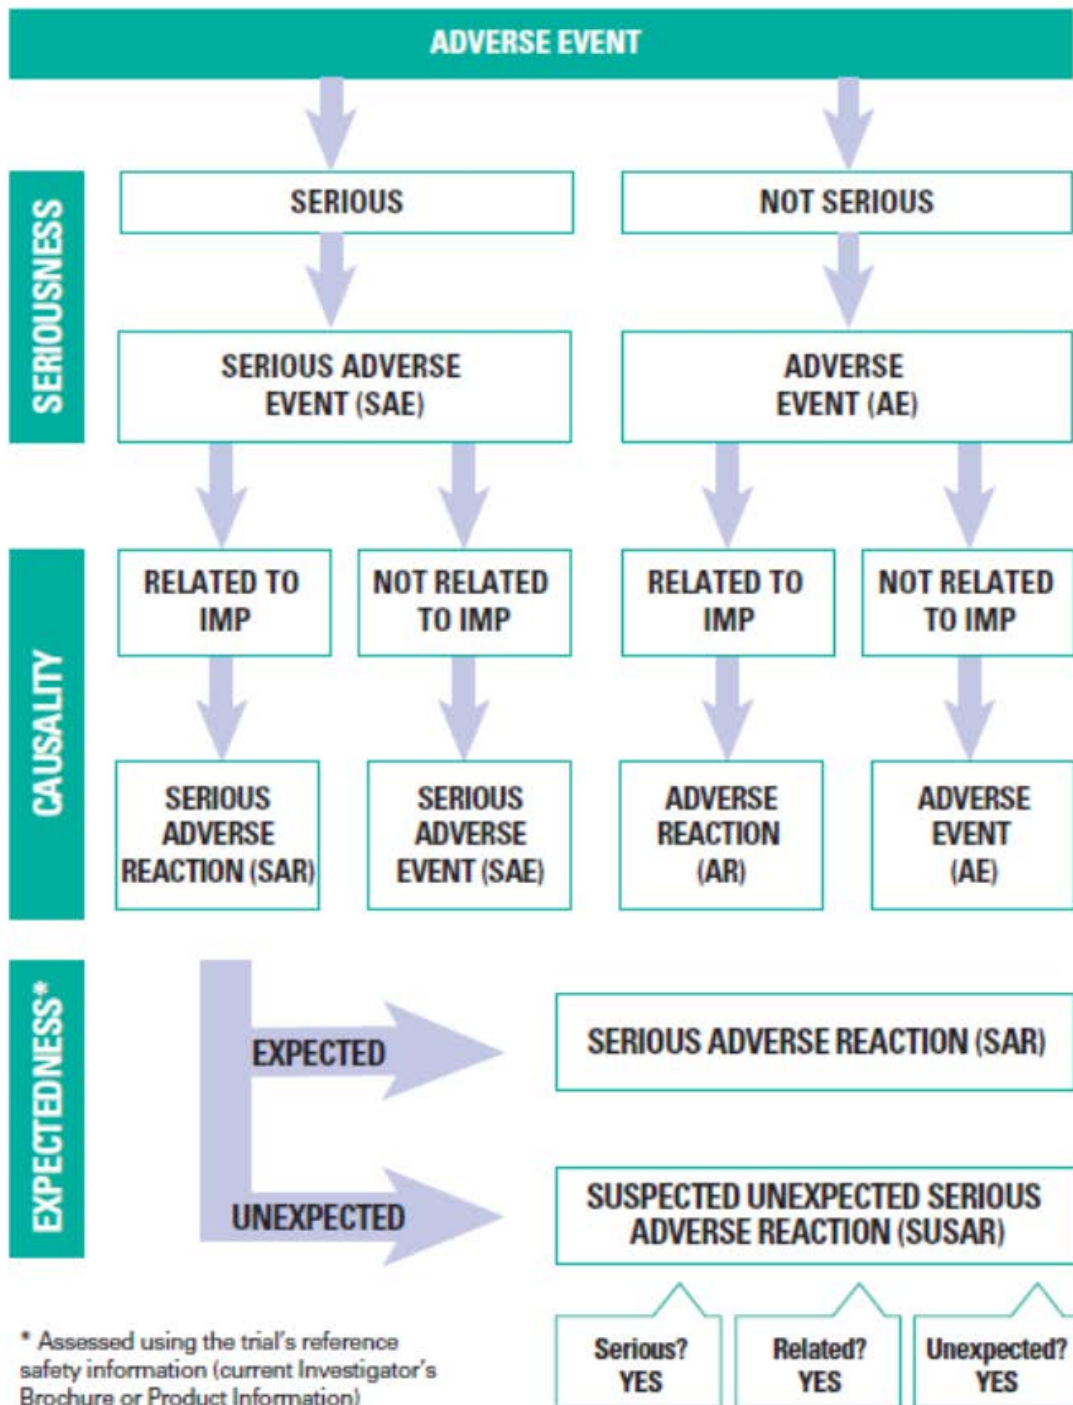 ADVERSE EVENT
SERIOUSNESS
SERIOUS
NOT SERIOUS
SERIOUS ADVERSE
EVENT (SAE)
ADVERSE
EVENT (AE)
CAUSALITY
RELATED TO
IMP
NOT RELATED
TO IMP
RELATED TO
IMP
NOT RELATED
TO IMP
SERIOUS
ADVERSE
REACTION (SAR)
SERIOUS
ADVERSE
EVENT (SAE)
ADVERSE
REACTION
(AR)
ADVERSE
EVENT
(AE)
EXPECTEDNESS*
EXPECTED
SERIOUS ADVERSE REACTION (SAR)
UNEXPECTED
SUSPECTED UNEXPECTED SERIOUS
ADVERSE REACTION (SUSAR)
Serious?
YES
Related?
YES
Unexpected?
YES
* Assessed using the trial's reference
safety information (current Investigator's
Brochure or Product Information)